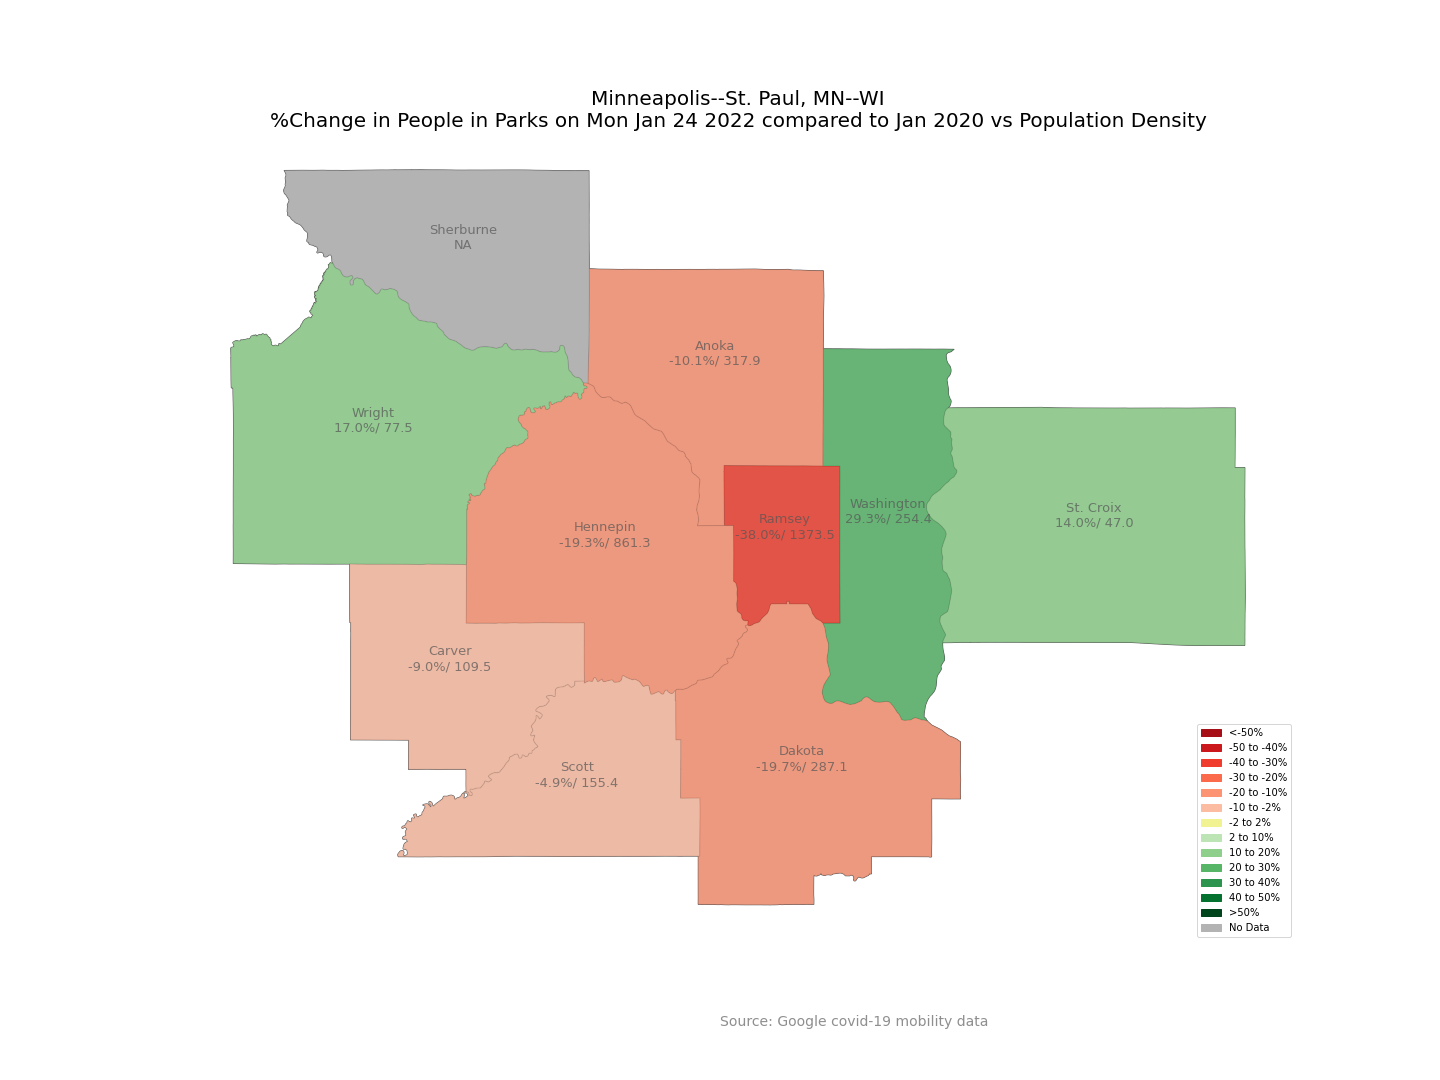 Minneapolis--St. Paul, MN--WI
%Change in People in Parks on Mon Jan 24 2022 compared to Jan 2020 vs Population Density
Sherburne
NA
Anoka
-10.1%/ 317.9
Wright
17.0%/ 77.5
Washington
29.3%/ 254.4
St. Croix
14.0%/ 47.0
Ramsey
-38.0%/ 1373.5
Hennepin
-19.3%/ 861.3
Carver
-9.0%/ 109.5
Dakota
-19.7%/ 287.1
Scott
-4.9%/ 155.4
<-50%
-50 to -40%
-40 to -30%
-30 to -20%
-20 to -10%
-10 to -2%
-2 to 2%
2 to 10%
10 to 20%
20 to 30%
30 to 40%
40 to 50%
>50%
No Data
Source: Google covid-19 mobility data